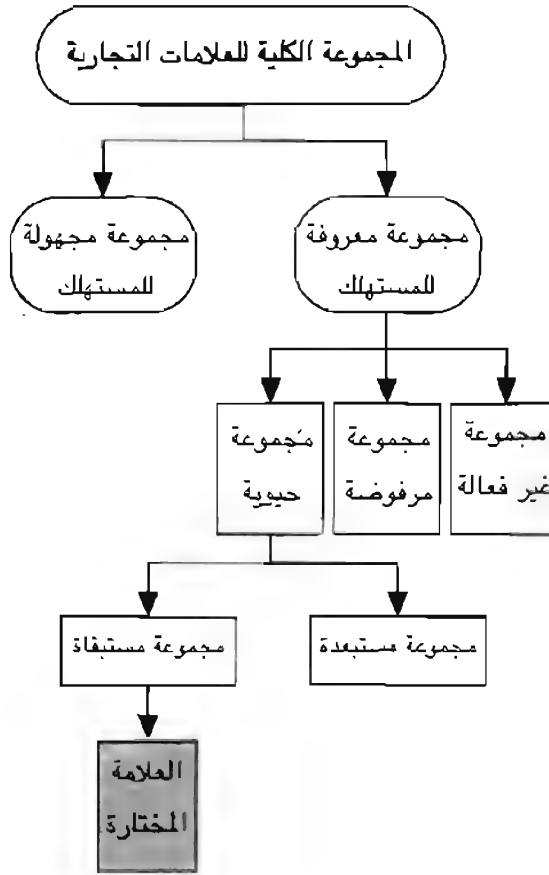 المجموعة الكلية للعلامات التجارية
مجموعة معروفة
للمستهلك
مجموعة مجهولة
للمستهلك
مجموعة
غير فعالة
مجموعة
مرفوضة
مجموعة
حيوية
مجموعة مستبعدة
مجموعة مستبقاة
العلامة
المختارة